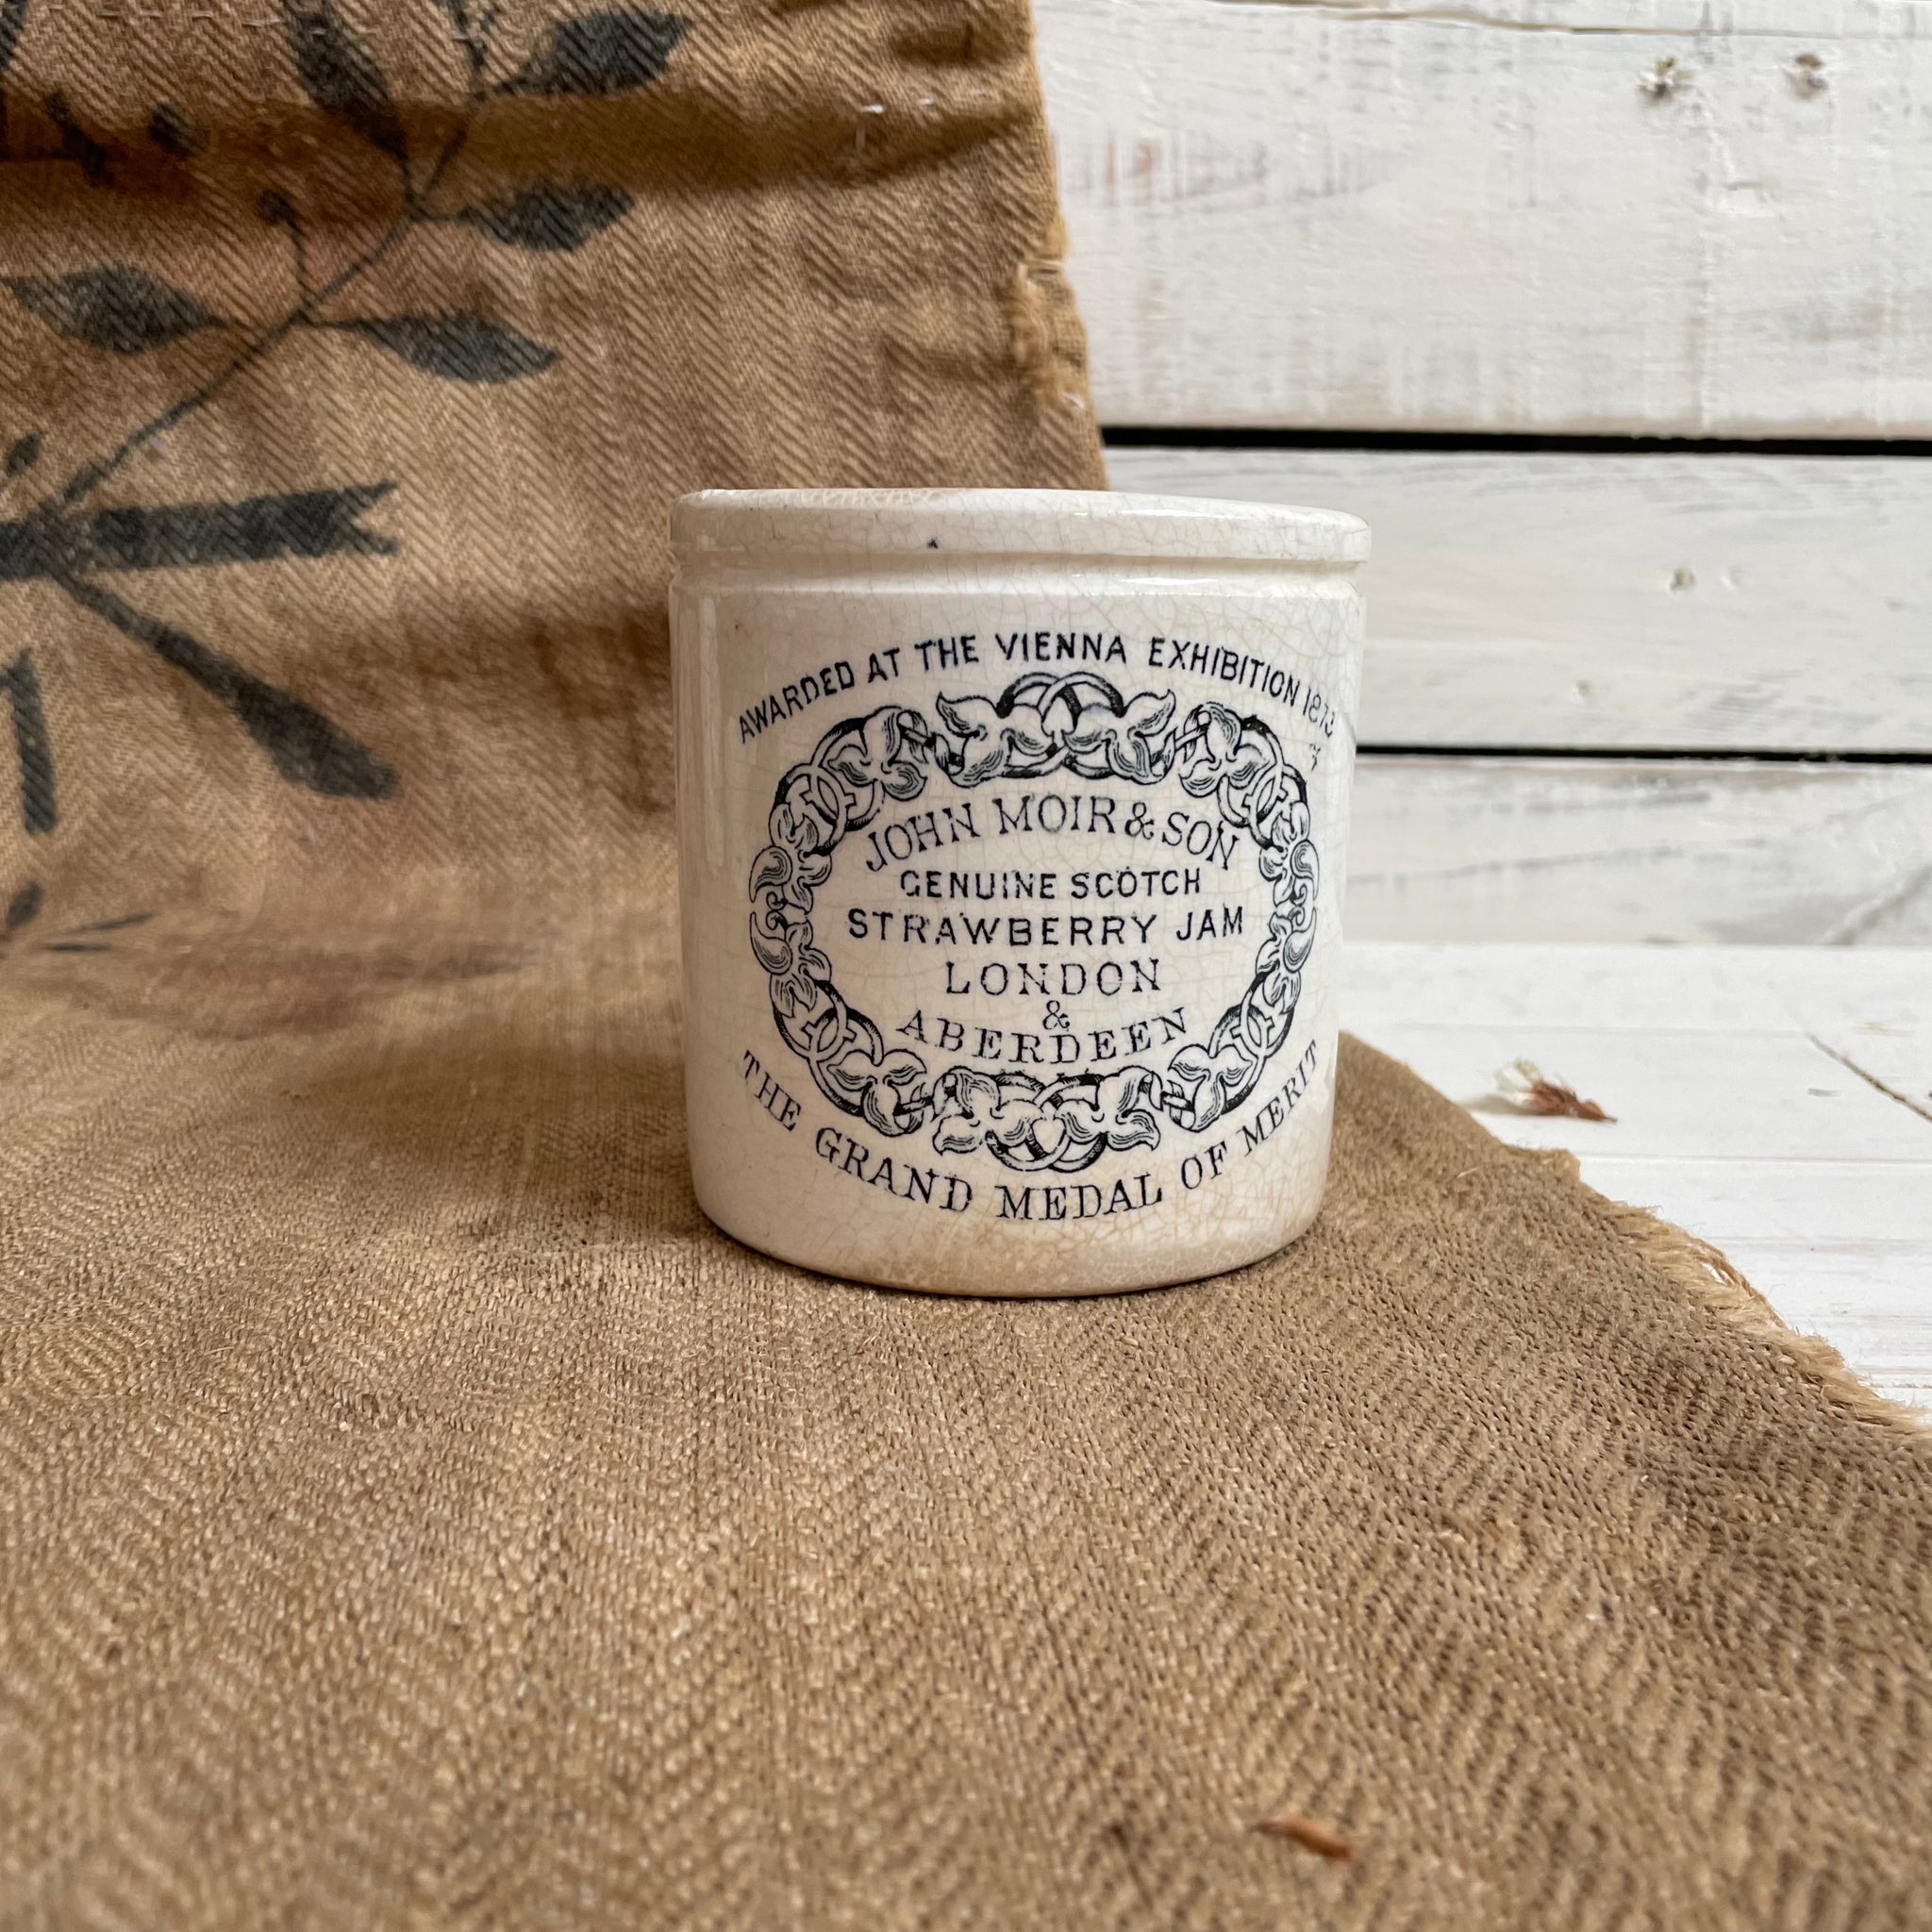 AWARDED AT THE VIENNA EXHIBITION 1873
JOHN MOIR & SON
GENUINE SCOTCH
STRAWBERRY JAM
LONDON
&
ABERDEEN
THE GRAND MEDAL OF MERIT